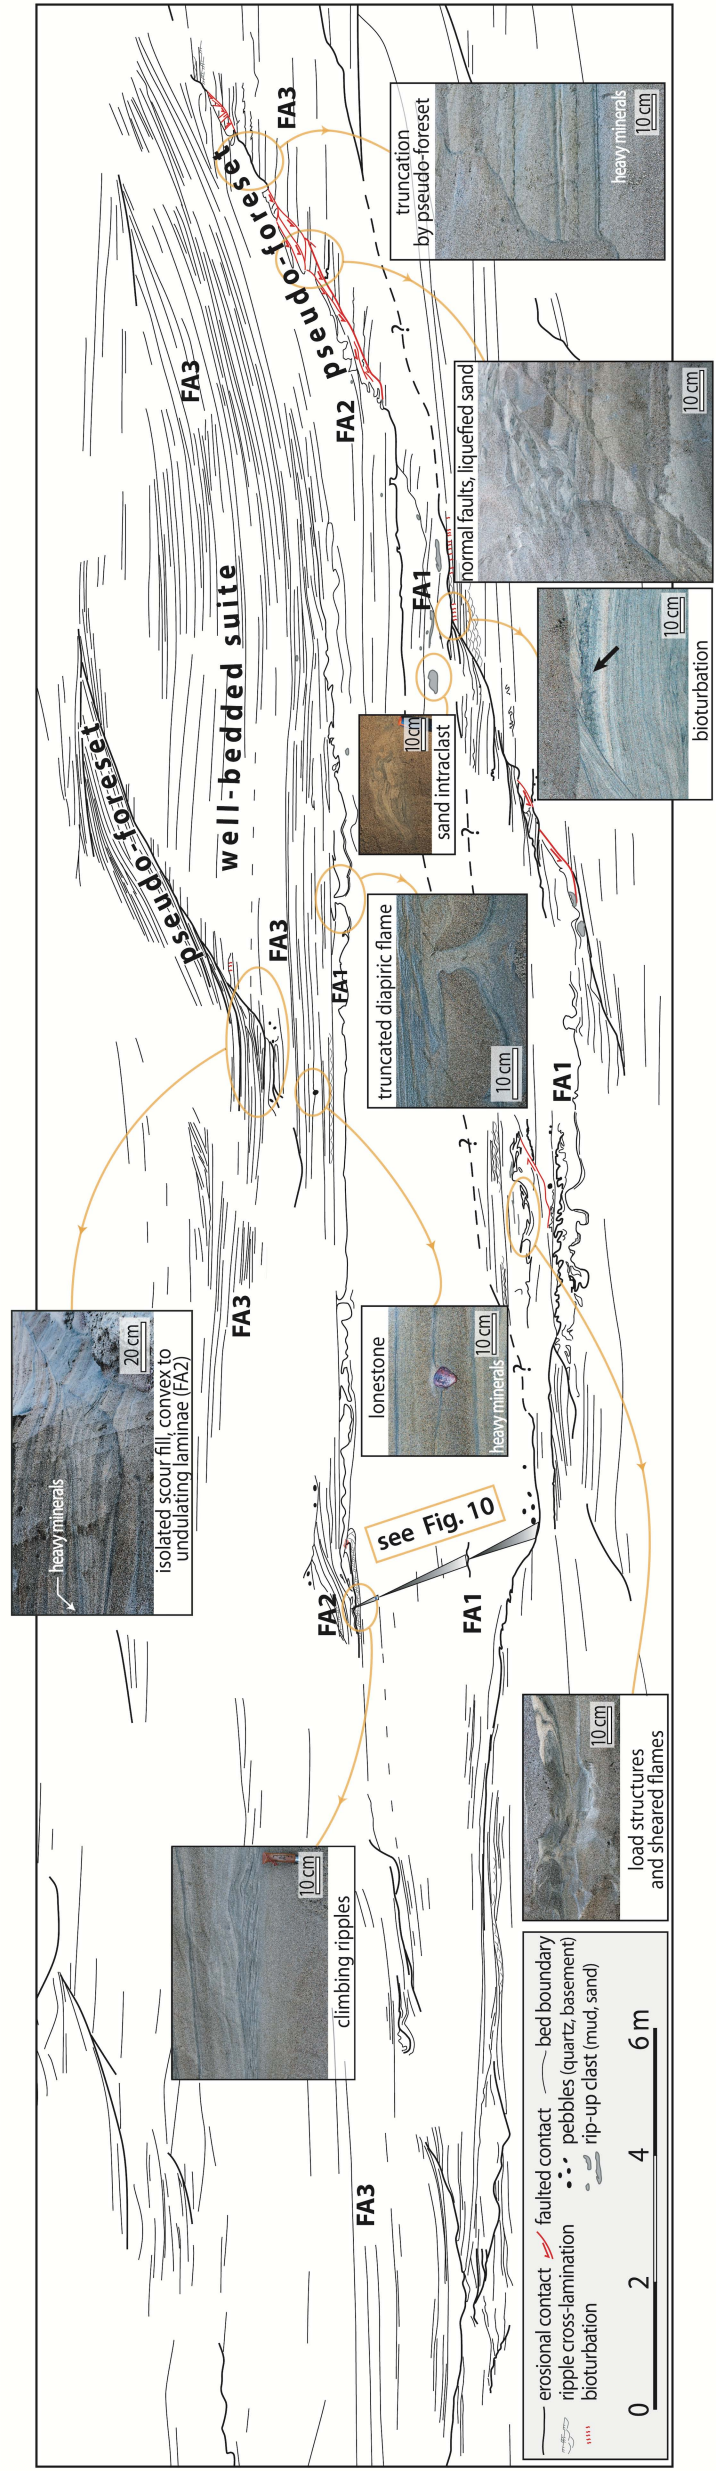 FA3
pseudo-foreset
truncation
by pseudo-foreset
heavy minerals
10 cm
FA3
pseudo-foreset
FA2
?
normal faults, liquefied sand
10 cm
well-bedded suite
FA1
bioturbation
10 cm
pseudo-foreset
10cm
sand intraclast
?
FA3
FA1
truncated diapiric flame
10 cm
FA1
?
FA3
isolated scour fill, convex to
undulating laminae (FA2)
heavy minerals
20 cm
lonestone
heavy minerals
10 cm
?
see Fig. 10
FA2
FA1
load structures
and sheared flames
10 cm
climbing ripples
10 cm
FA3
erosional contact
faulted contact
bed boundary
ripple cross-lamination
pebbles (quartz, basement)
bioturbation
rip-up clast (mud, sand)
0 2 4 6 m